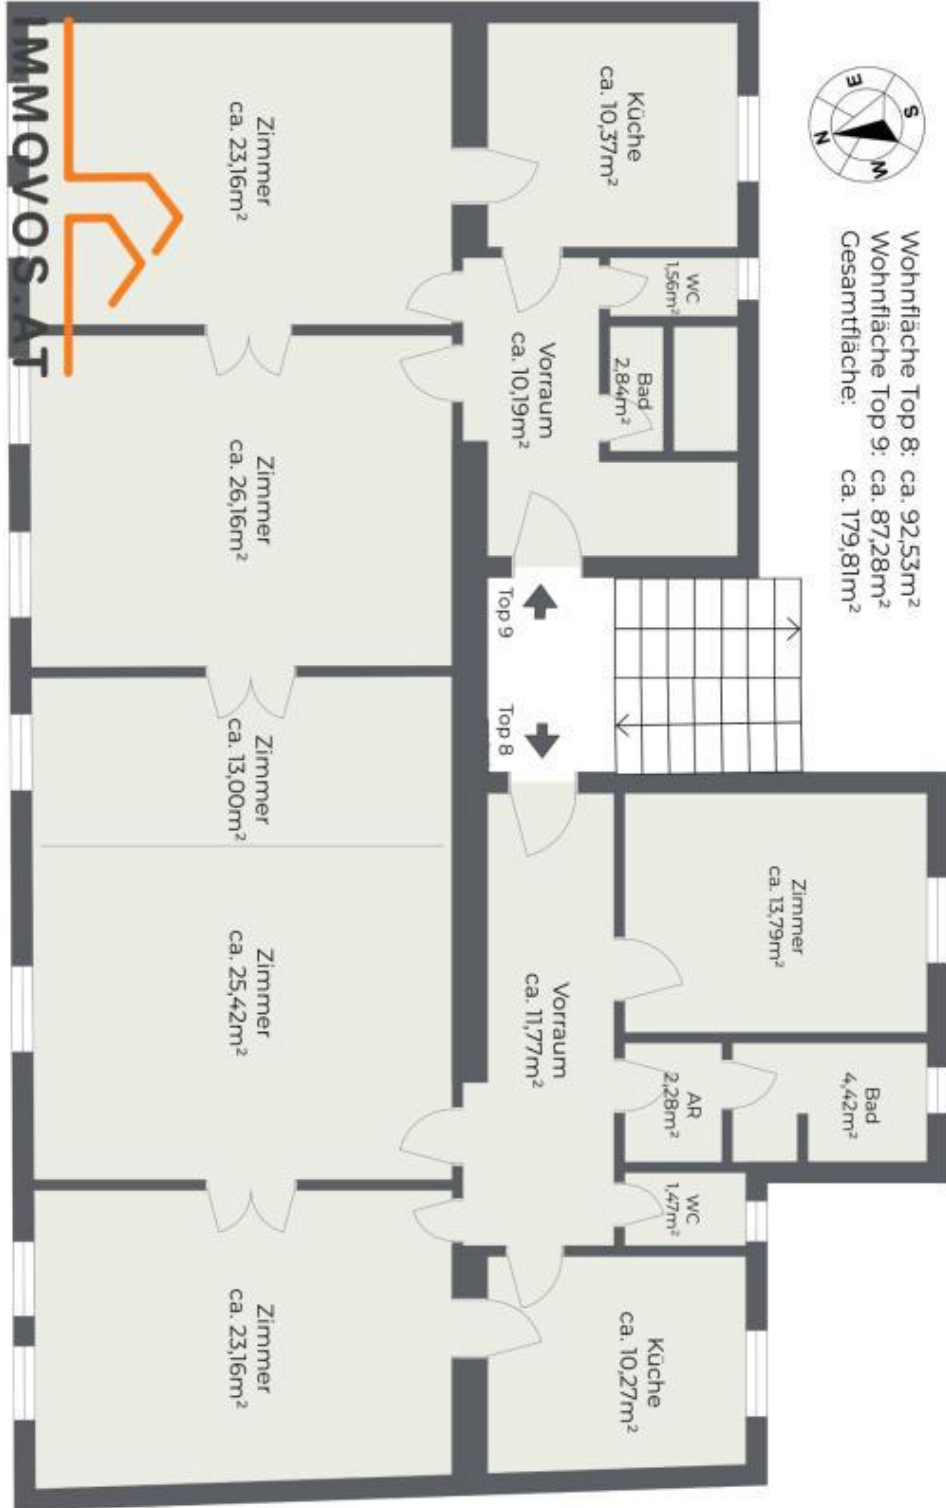 Wohnfläche Top 8: ca. 92,53m²
Wohnfläche Top 9: ca. 87,28m²
Gesamtfläche: ca. 179,81m²
S
E
W
N
Küche
ca. 10,37m²
WC
1,56m²
Bad
2,84m²
Vorraum
ca. 10,19m²
Zimmer
ca. 23,16m²
Zimmer
ca. 26,16m²
Top 9
Top 8
Zimmer
ca. 13,00m²
Zimmer
ca. 25,42m²
Zimmer
ca. 13,79m²
Vorraum
ca. 11,77m²
AR
2,28m²
Bad
4,42m²
WC
1,47m²
Küche
ca. 10,27m²
Zimmer
ca. 23,16m²
IMMOVOS.AT